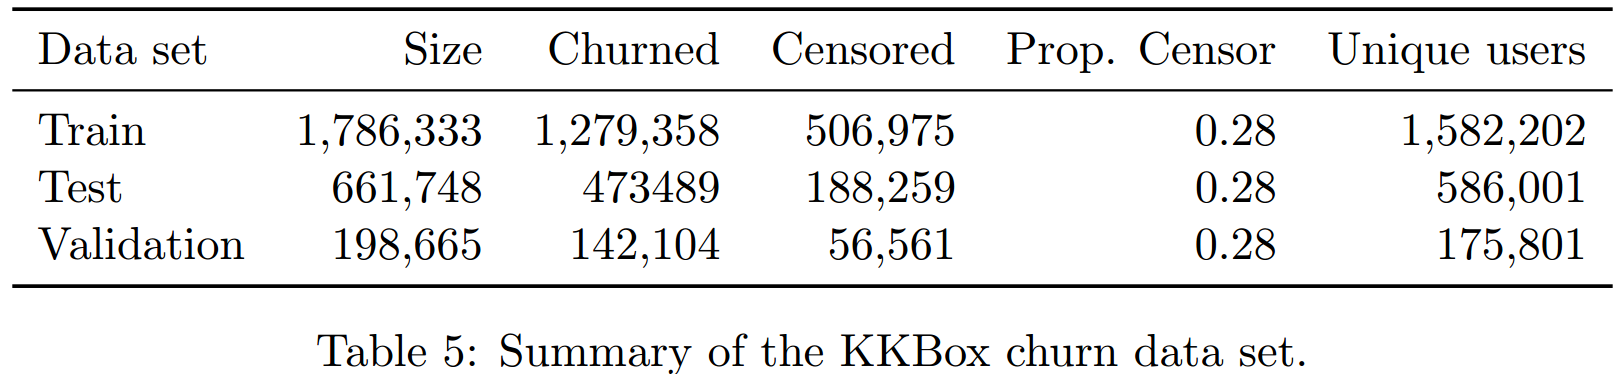 Data set Size Churned Censored Prop. Censor Unique users
Train 1,786,333 1,279,358 506,975 0.28 1,582,202
Test 661,748 473489 188,259 0.28 586,001
Validation 198,665 142,104 56,561 0.28 175,801
Table 5: Summary of the KKBox churn data set.